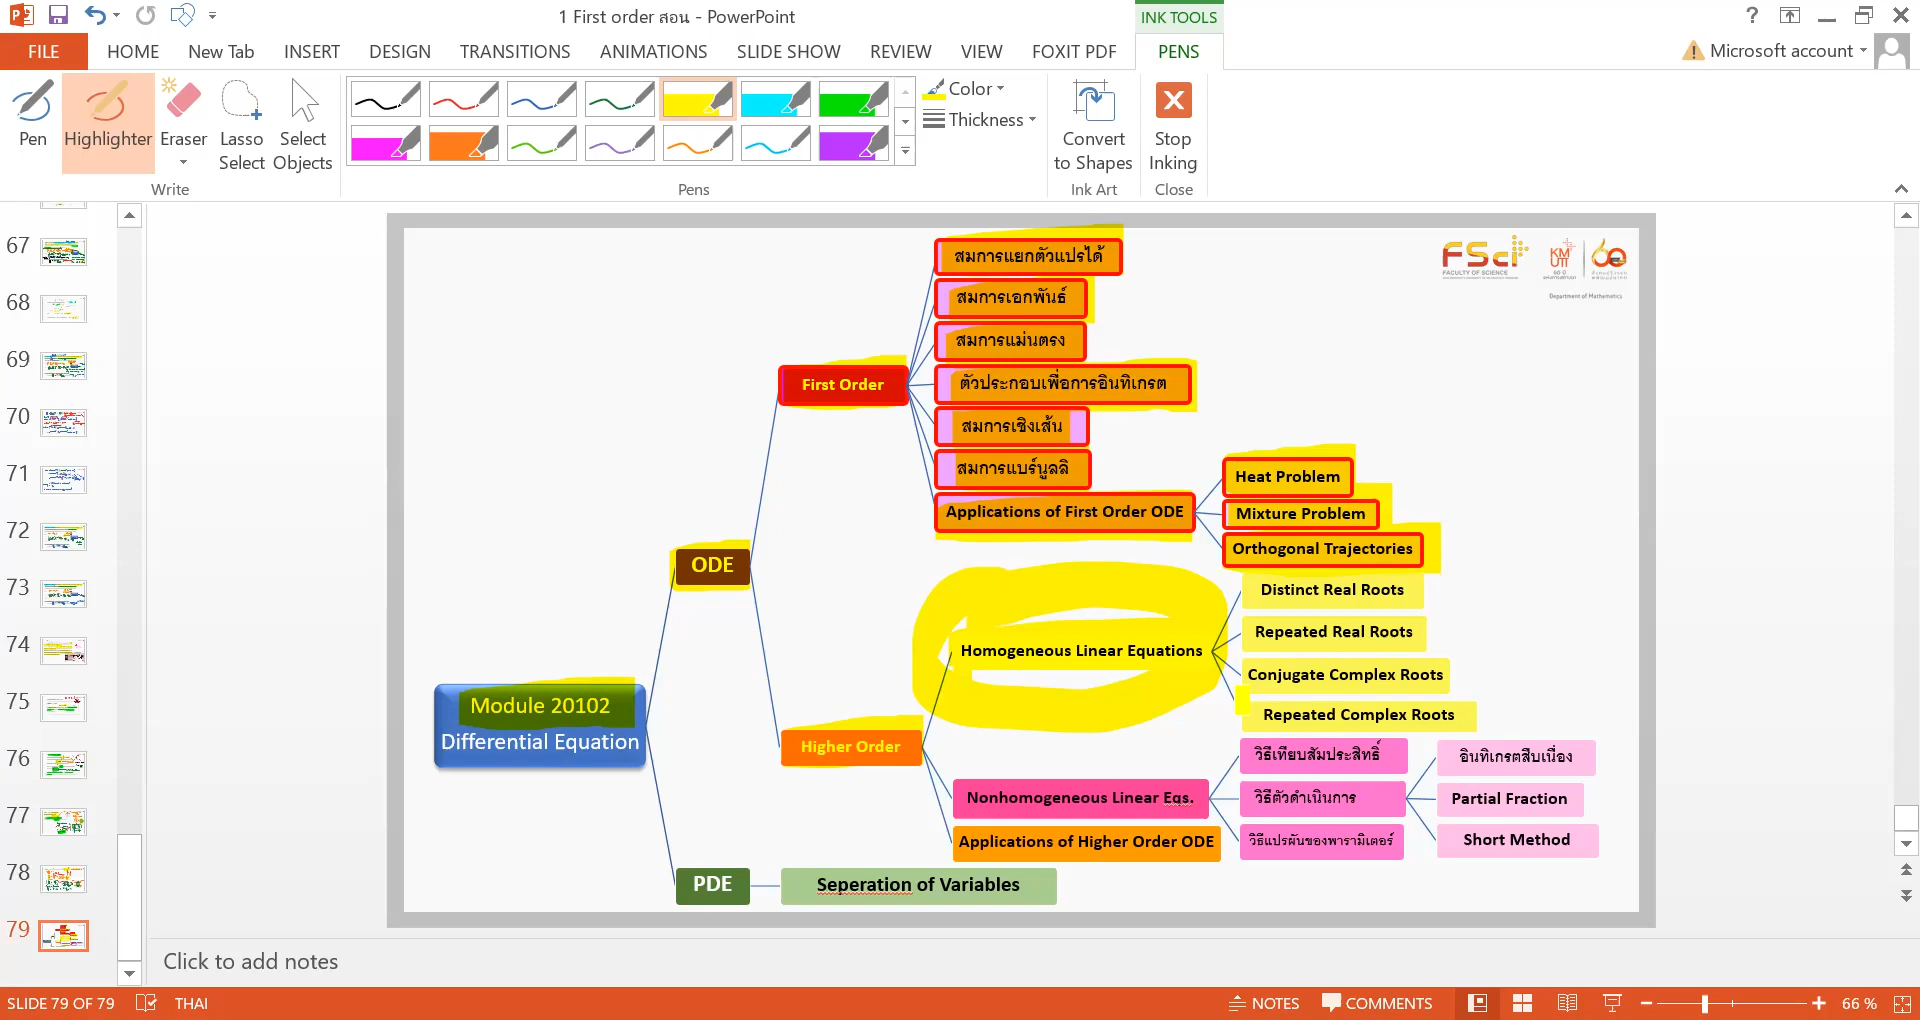 1 First order สอน - PowerPoint
INK TOOLS
FILE
HOME
New Tab
INSERT
DESIGN
TRANSITIONS
ANIMATIONS
SLIDE SHOW
REVIEW
VIEW
FOXIT PDF
PENS
Microsoft account
Pen
Highlighter
Eraser
Lasso
Select
Select
Objects
Color
Thickness
Convert
to Shapes
Stop
Inking
Write
Pens
Ink Art
Close
67
68
69
70
71
72
73
74
75
76
77
78
79
FSci
FACULTY OF SCIENCE
KM
UTT
Department of Mathematics
สมการแยกตัวแปรได้
สมการเอกพันธ์
สมการแม่นตรง
First Order
ตัวประกอบเพื่อการอินทิเกรต
สมการเชิงเส้น
สมการแบร์นูลลิ
Applications of First Order ODE
Heat Problem
Mixture Problem
Orthogonal Trajectories
ODE
Distinct Real Roots
Repeated Real Roots
Homogeneous Linear Equations
Conjugate Complex Roots
Repeated Complex Roots
Module 20102
Differential Equation
Higher Order
วิธีเทียบสัมประสิทธิ์
อินทิเกรตสืบเนื่อง
Nonhomogeneous Linear Eqs.
วิธีตัวดำเนินการ
Partial Fraction
Applications of Higher Order ODE
วิธีแปรผันของพารามิเตอร์
Short Method
PDE
Seperation of Variables
Click to add notes
SLIDE 79 OF 79
THAI
NOTES
COMMENTS
66 %